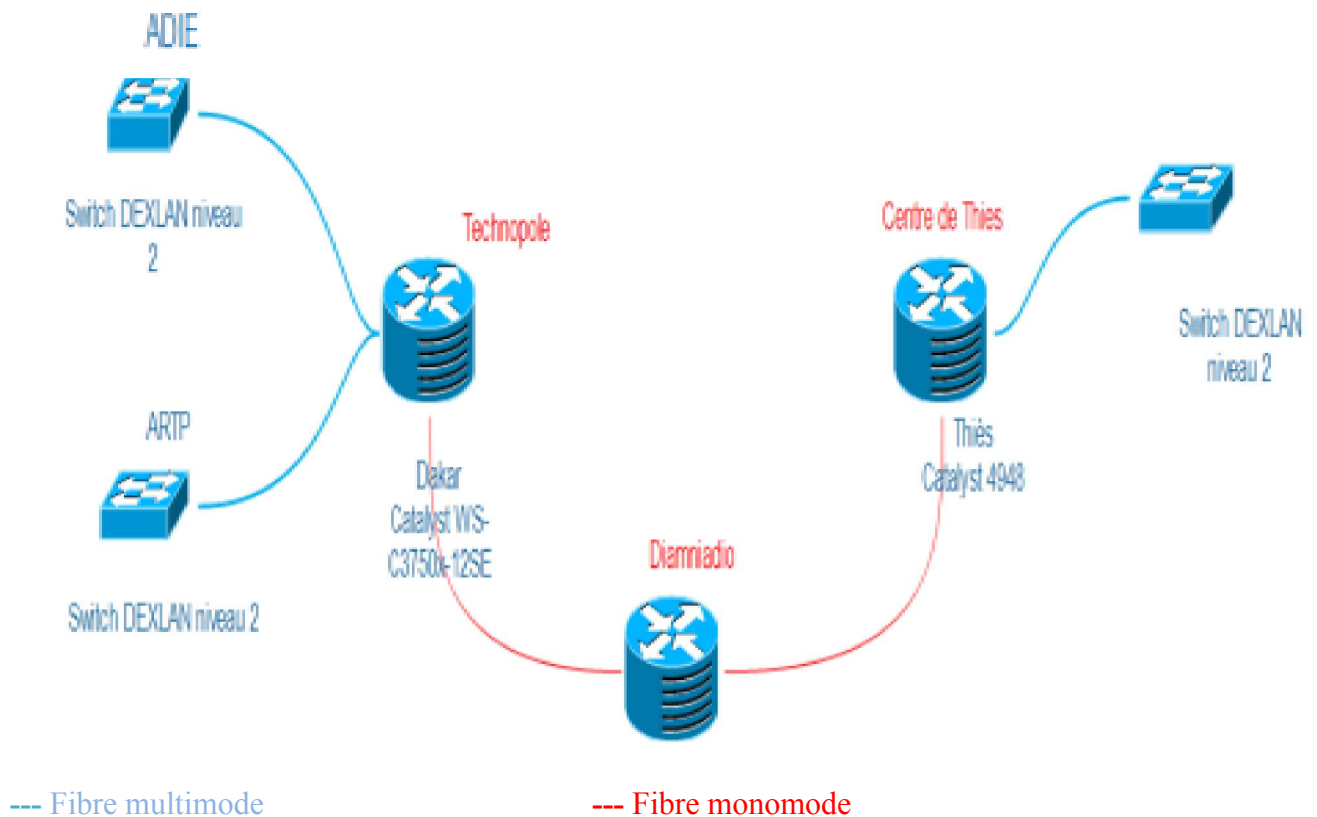 ADIE
Switch DEXLAN niveau
2
Technopole
Centre de Thies
Switch DEXLAN
niveau 2
ARTP
Switch DEXLAN niveau 2
Dakar
Catalyst WS-
C3750x-12SE
Thiès
Catalyst 4948
Diamniadio
--- Fibre multimode
--- Fibre monomode